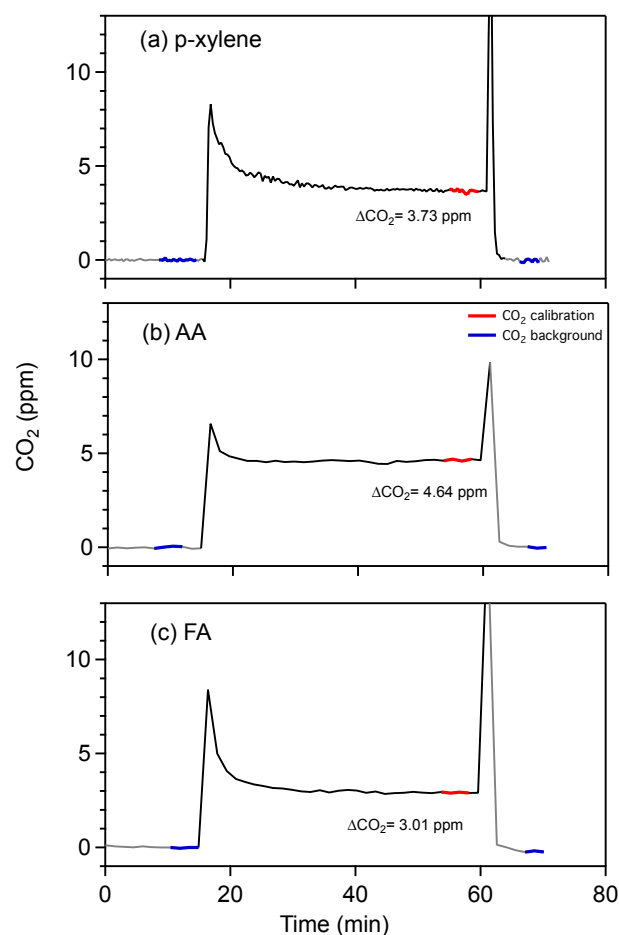 (a) p-xylene
10
5
0
ΔCO₂= 3.73 ppm
(b) AA
CO₂ calibration
CO₂ background
10
5
0
ΔCO₂= 4.64 ppm
CO₂ (ppm)
(c) FA
10
5
0
ΔCO₂= 3.01 ppm
0 20 40 60 80
Time (min)